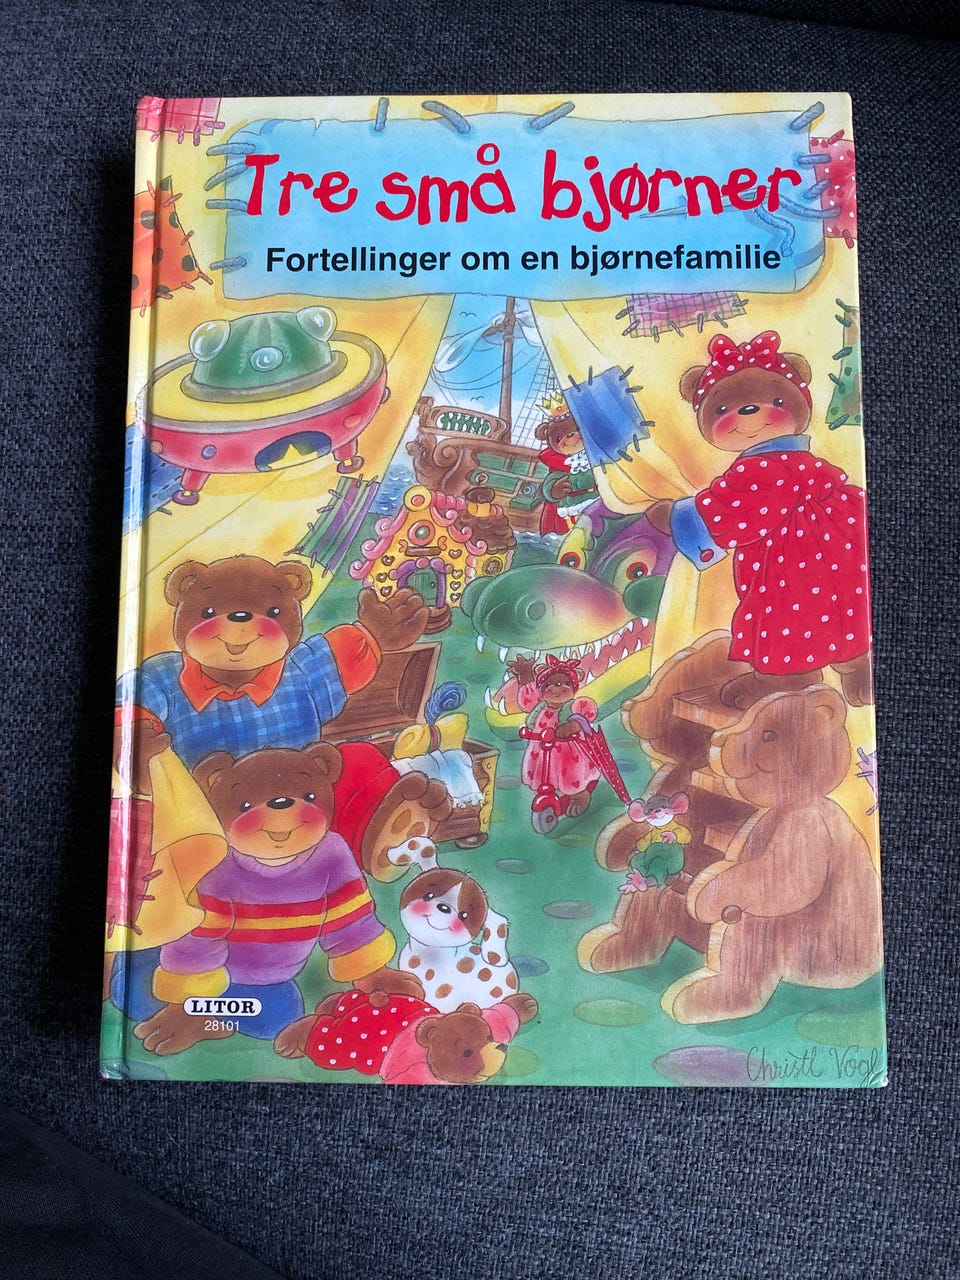 Tre små bjørner
Fortellinger om en bjørnefamilie
LITOR
28101
Christl Vogl